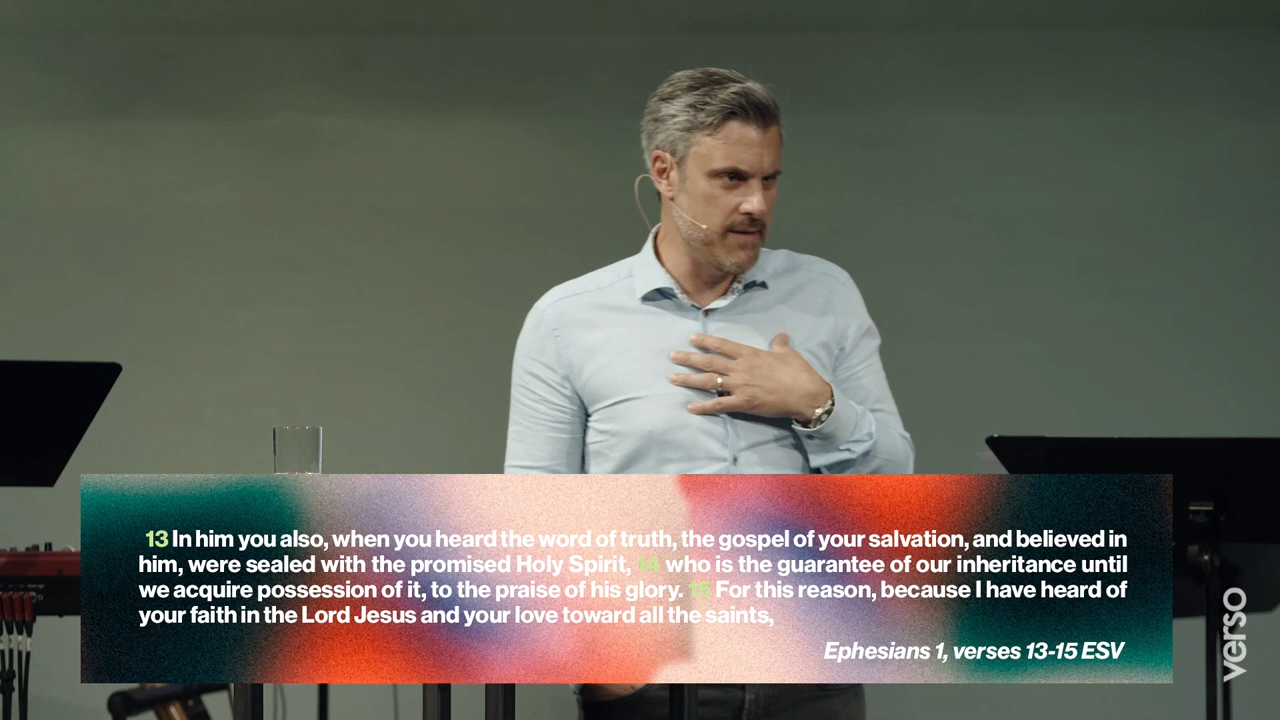 13 In him you also, when you heard the word of truth, the gospel of your salvation, and believed in
him, were sealed with the promised Holy Spirit, 14 who is the guarantee of our inheritance until
we acquire possession of it, to the praise of his glory. 15 For this reason, because I have heard of
your faith in the Lord Jesus and your love toward all the saints,
Ephesians 1, verses 13-15 ESV
verso